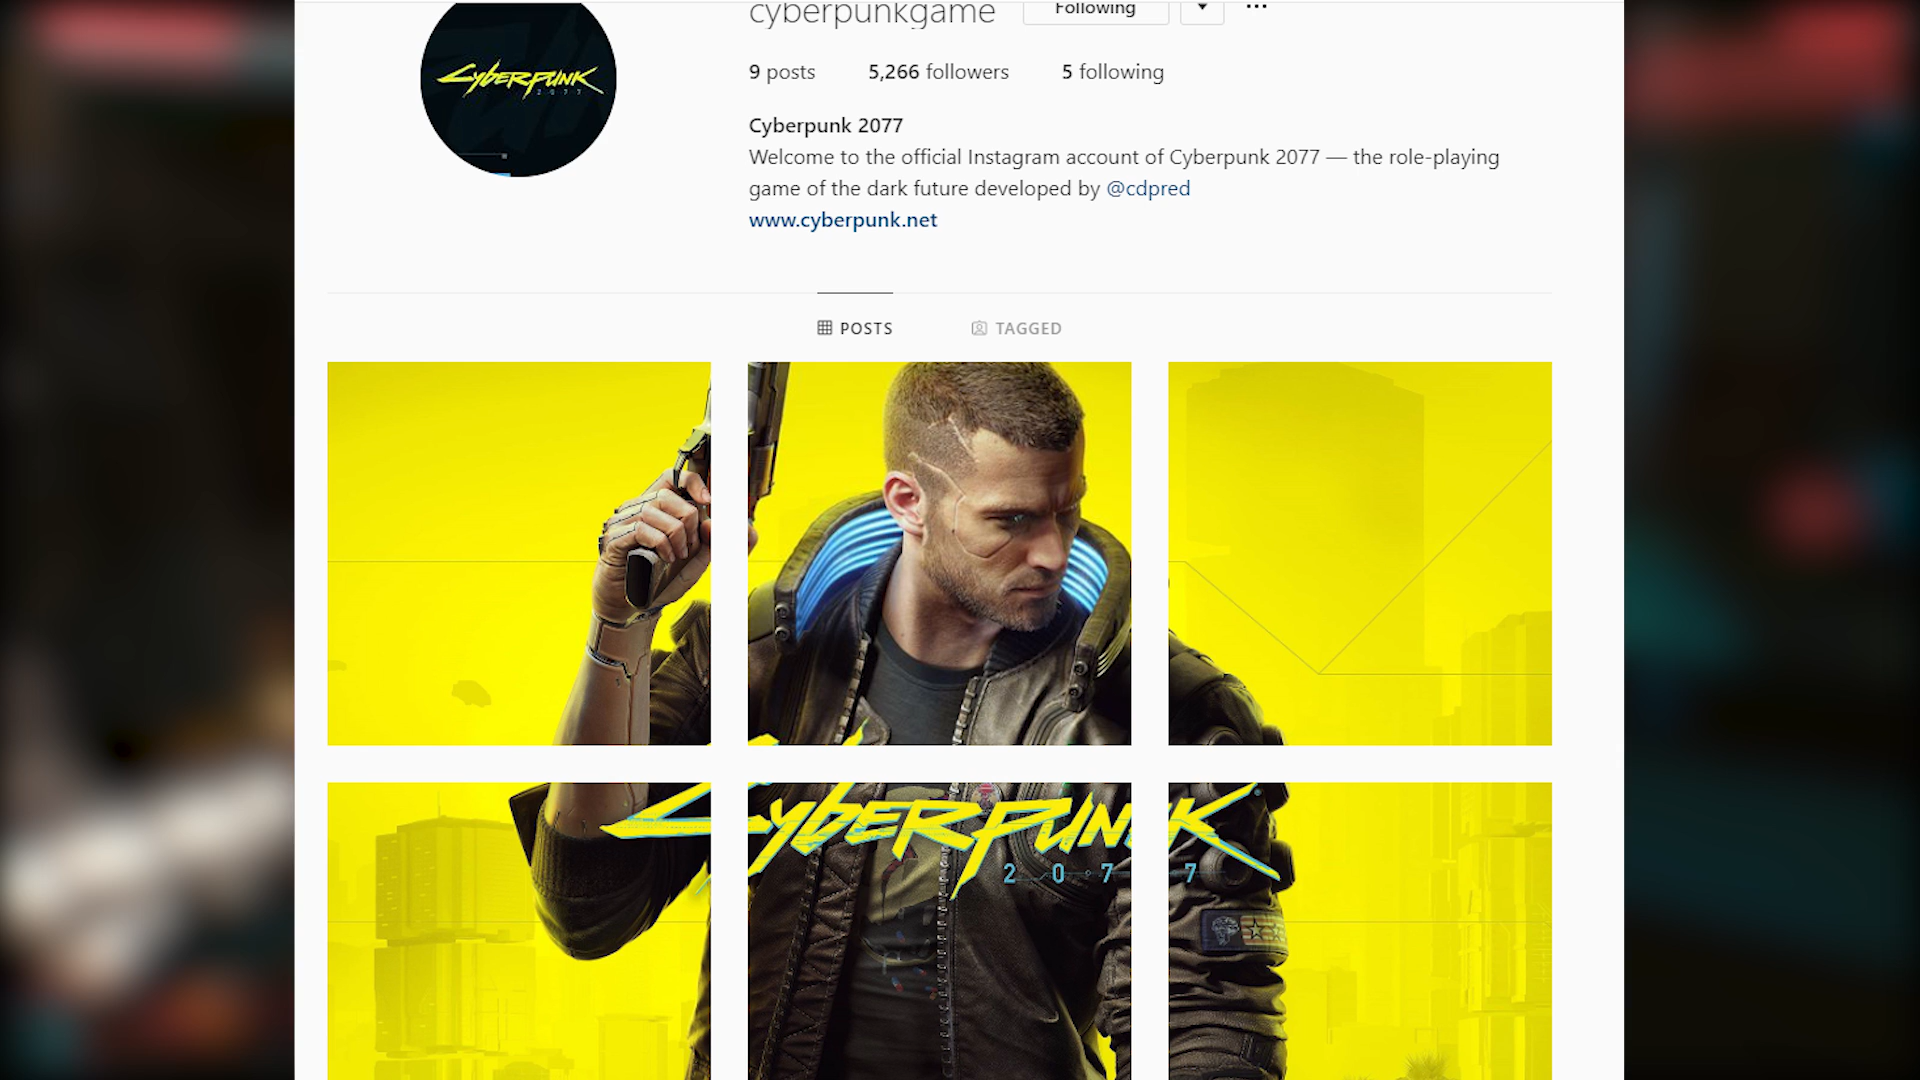 cyberpunkgame Following ▼ ...
CYBERPUNK
2077
9 posts 5,266 followers 5 following
Cyberpunk 2077
Welcome to the official Instagram account of Cyberpunk 2077 — the role-playing
game of the dark future developed by @cdpred
www.cyberpunk.net
POSTS TAGGED
CYBERPUNK
2077